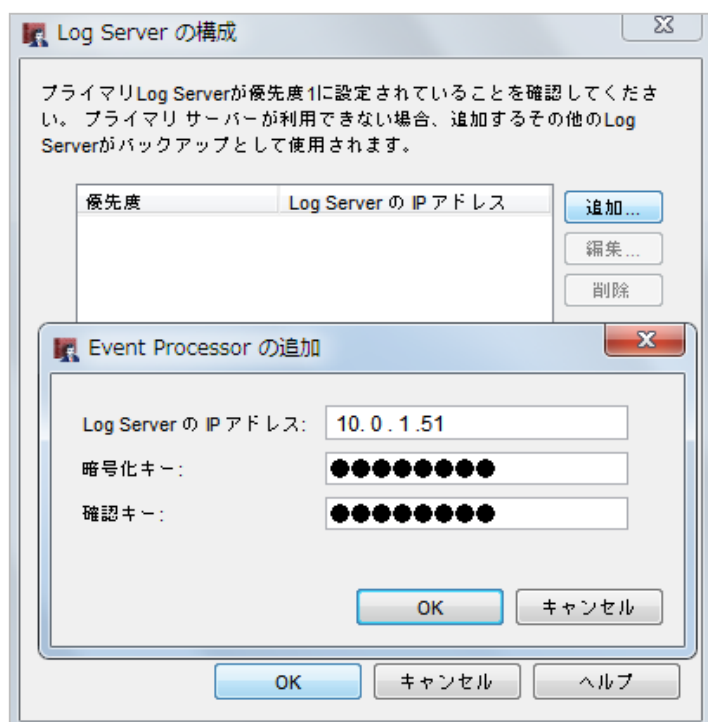 Log Server の構成
プライマリLog Serverが優先度1に設定されていることを確認してくださ
い。 プライマリ サーバーが利用できない場合、追加するその他のLog
Serverがバックアップとして使用されます。
優先度 Log Server の IP アドレス
追加...
編集...
削除
Event Processor の追加
Log Server の IP アドレス: 10. 0 . 1 .51
暗号化キー: ●●●●●●●●
確認キー: ●●●●●●●●
OK キャンセル
OK キャンセル ヘルプ